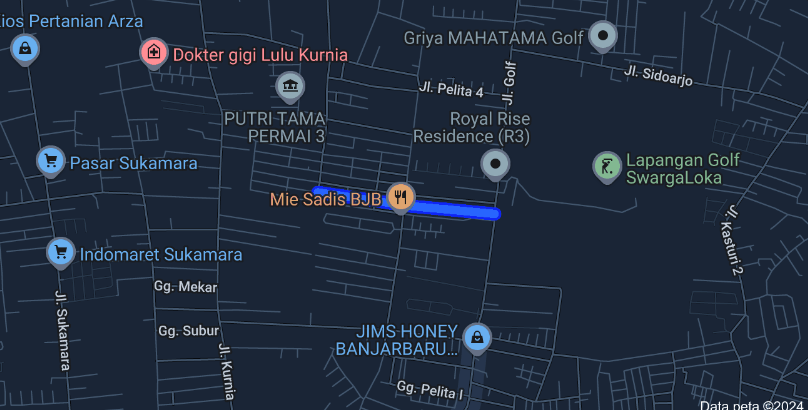 ios Pertanian Arza
Dokter gigi Lulu Kurnia
Griya MAHATAMA Golf
Jl. Sidoarjo
Jl. Golf
Jl. Pelita 4
PUTRI TAMA
PERMAI 3
Royal Rise
Residence (R3)
Pasar Sukamara
Lapangan Golf
SwargaLoka
Mie Sadis BJB
Jl. Kasturi 2
Indomaret Sukamara
Gg. Mekar
Jl. Sukamara
Gg. Subur
JIMS HONEY
BANJARBARU...
Jl. Kurnia
Gg. Pelita I
Data peta ©2024